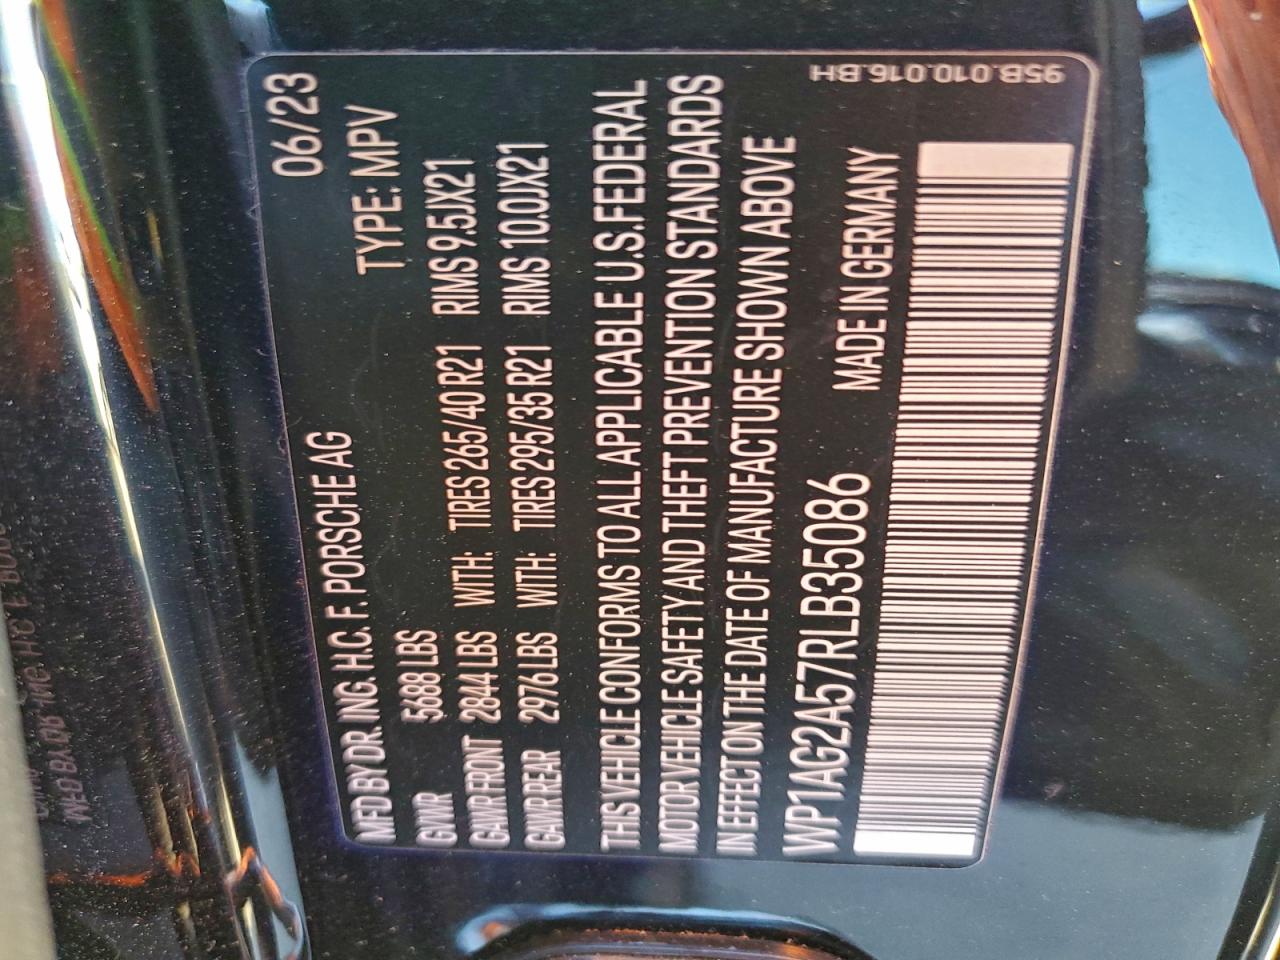 06/23
MFD BY DR. ING. H.C. F. PORSCHE AG
TYPE: MPV
GVWR 5688 LBS
GAWR FRONT 2844 LBS WITH: TIRES 265/40 R21 RIMS 9.5JX21
GAWR REAR 2976 LBS WITH: TIRES 295/35 R21 RIMS 10.0JX21
THIS VEHICLE CONFORMS TO ALL APPLICABLE U.S. FEDERAL
MOTOR VEHICLE SAFETY AND THEFT PREVENTION STANDARDS
IN EFFECT ON THE DATE OF MANUFACTURE SHOWN ABOVE
WP1AG2A57RLB35086
MADE IN GERMANY
95B.010.016.BH